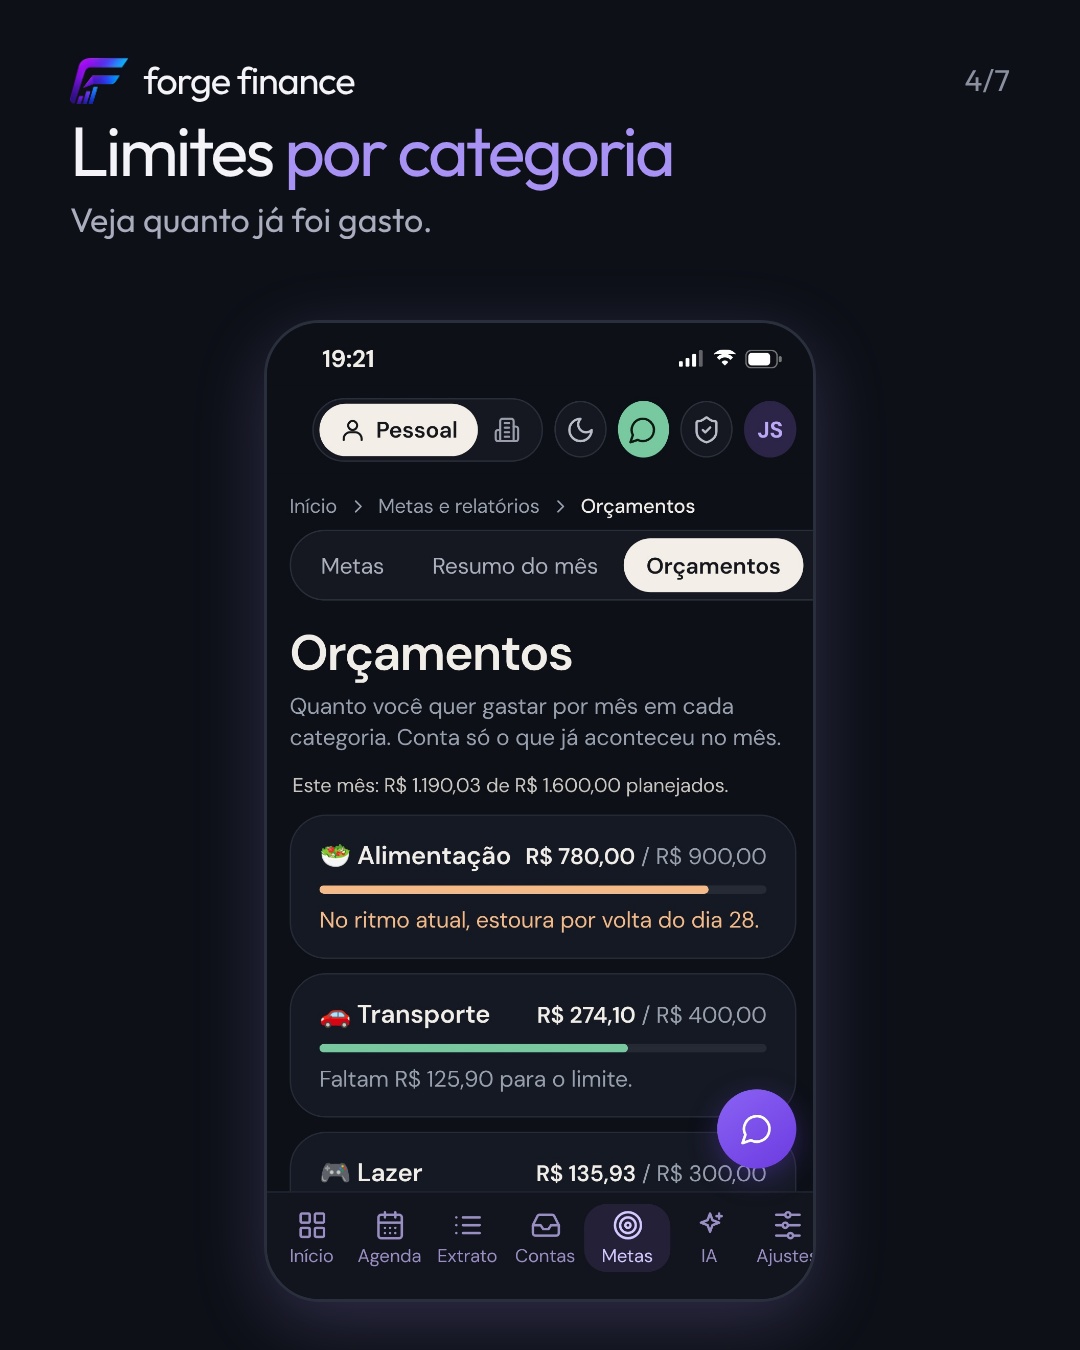 forge finance
4/7
Limites por categoria
Veja quanto já foi gasto.
19:21
Pessoal
JS
Início > Metas e relatórios > Orçamentos
Metas Resumo do mês Orçamentos
Orçamentos
Quanto você quer gastar por mês em cada
categoria. Conta só o que já aconteceu no mês.
Este mês: R$ 1.190,03 de R$ 1.600,00 planejados.
Alimentação R$ 780,00 / R$ 900,00
No ritmo atual, estoura por volta do dia 28.
Transporte R$ 274,10 / R$ 400,00
Faltam R$ 125,90 para o limite.
Lazer R$ 135,93 / R$ 300,00
Início Agenda Extrato Contas Metas IA Ajustes